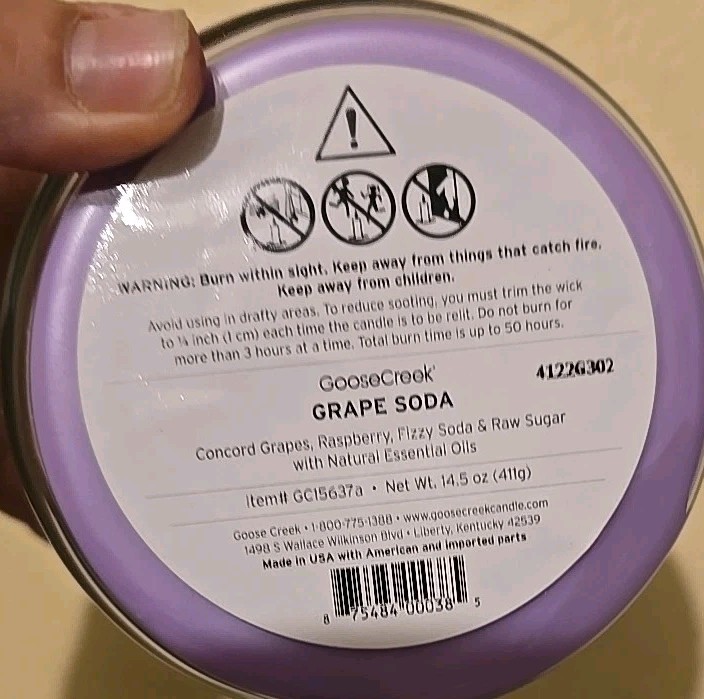 WARNING: Burn within sight. Keep away from things that catch fire.
Keep away from children.
Avoid using in drafty areas. To reduce sooting, you must trim the wick
to ¼ inch (1 cm) each time the candle is to be relit. Do not burn for
more than 3 hours at a time. Total burn time is up to 50 hours.
GooseCreek®
4122G302
GRAPE SODA
Concord Grapes, Raspberry, Fizzy Soda & Raw Sugar
with Natural Essential Oils
Item# GC15637a • Net Wt. 14.5 oz (411g)
Goose Creek • 1-800-775-1388 • www.goosecreekcandle.com
1498 S Wallace Wilkinson Blvd • Liberty, Kentucky 42539
Made in USA with American and imported parts
8 75484 00038 5